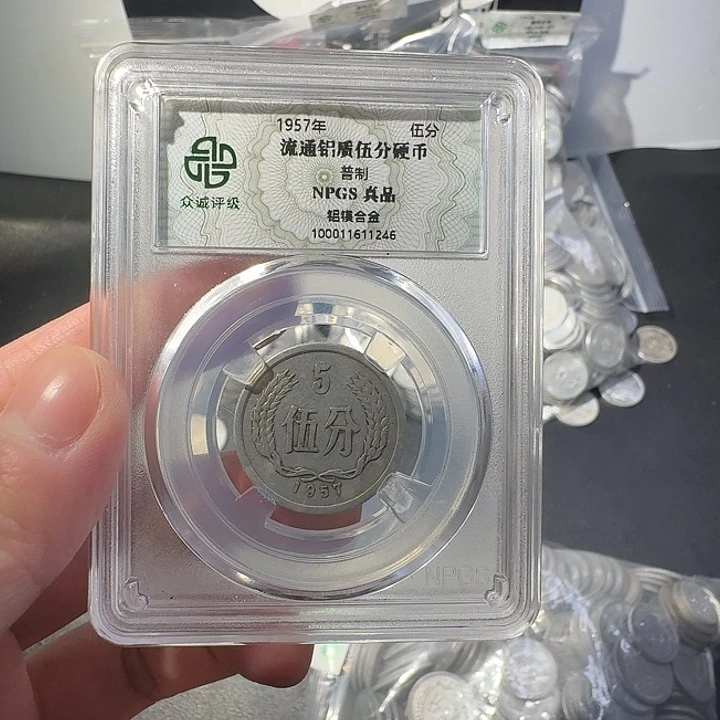 1957年 伍分
流通铝质伍分硬币
普制
NPGS 真品
铝镁合金
100011611246
众诚评级
5
伍分
1957
NPGS